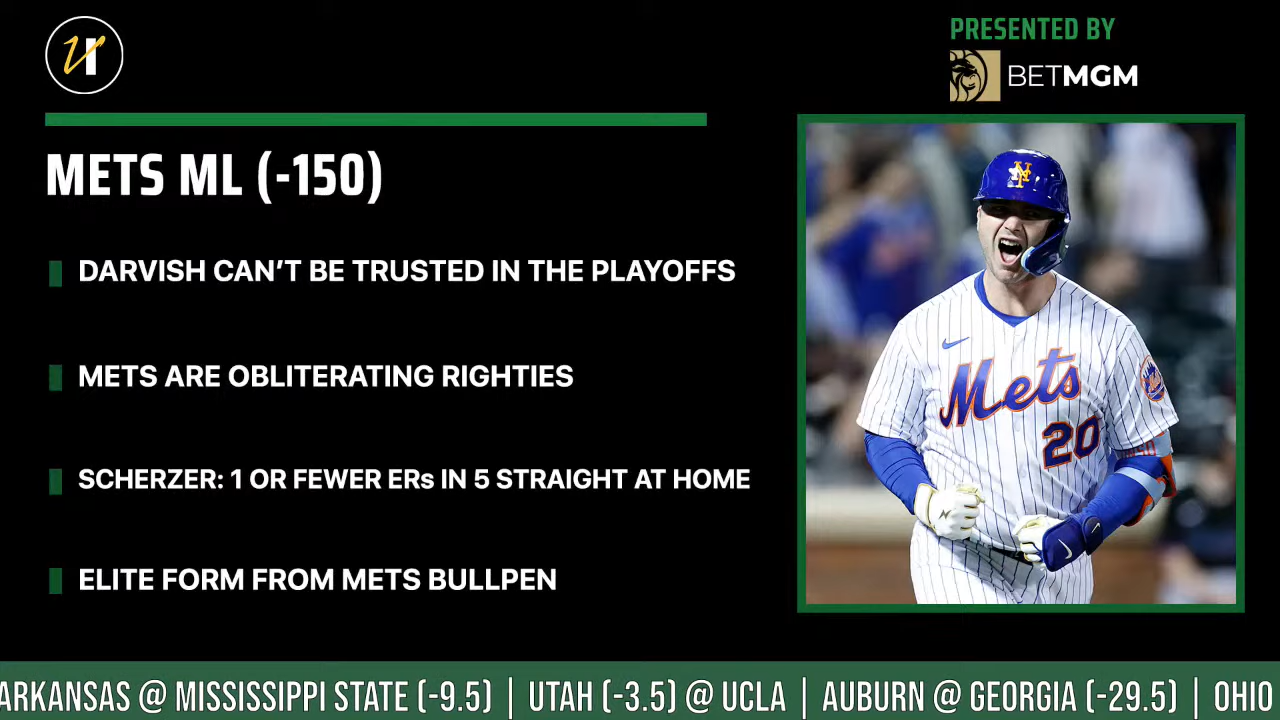 PRESENTED BY
BETMGM
METS ML (-150)
DARVISH CAN'T BE TRUSTED IN THE PLAYOFFS
METS ARE OBLITERATING RIGHTIES
SCHERZER: 1 OR FEWER ERs IN 5 STRAIGHT AT HOME
ELITE FORM FROM METS BULLPEN
NY
Mets
20
Mets
ARKANSAS @ MISSISSIPPI STATE (-9.5) | UTAH (-3.5) @ UCLA | AUBURN @ GEORGIA (-29.5) | OHIO